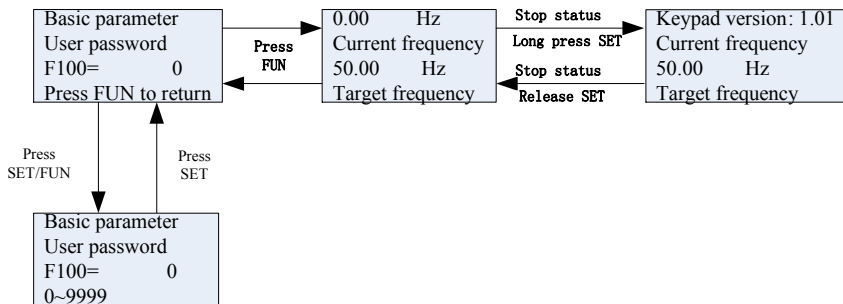 Basic parameter
User password
F100= 0
Press FUN to return
Press
FUN
0.00 Hz
Current frequency
50.00 Hz
Target frequency
Stop status
Long press SET
Stop status
Release SET
Keypad version: 1.01
Current frequency
50.00 Hz
Target frequency
Press
SET/FUN
Press
SET
Basic parameter
User password
F100= 0
0~9999